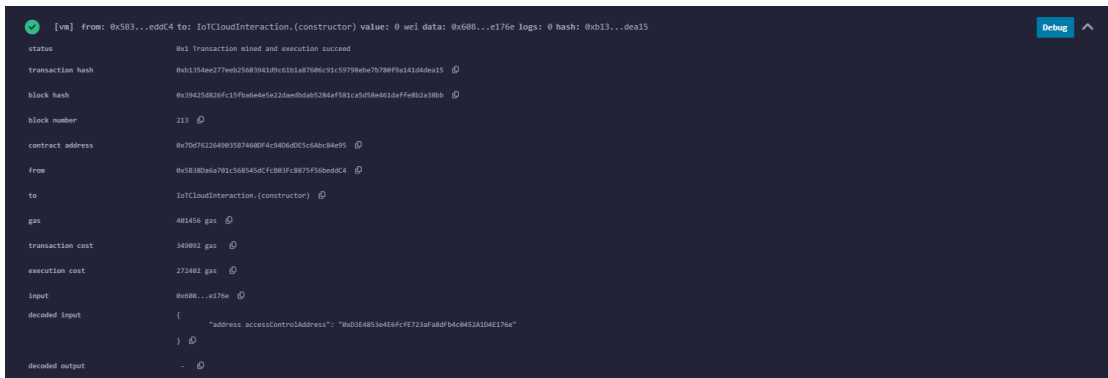 [vm] from: 0x5B3...eddC4 to: IoTCloudInteraction.(constructor) value: 0 wei data: 0x608...e176e logs: 0 hash: 0xb13...dea15
Debug
status 0x1 Transaction mined and execution succeed
transaction hash 0xb1354ee277eeb25603941d9c61b1a87606c91c59798ebe7b780f9a141d4dea15
block hash 0x39425d826fc15fba6e4e5e22daedbdab5284af581ca5d58e461daffe8b2a38bb
block number 213
contract address 0x7Dd762264903587460DF4c94D6dDE5c6Abc84e95
from 0x5B38Da6a701c568545dCfcB03FcB875f56beddC4
to IoTCloudInteraction.(constructor)
gas 401456 gas
transaction cost 349092 gas
execution cost 272402 gas
input 0x608...e176e
decoded input {
"address accessControlAddress": "0xD3E4853e4E6fcfE723aFa8dFb4c0452A1D4E176e"
}
decoded output -